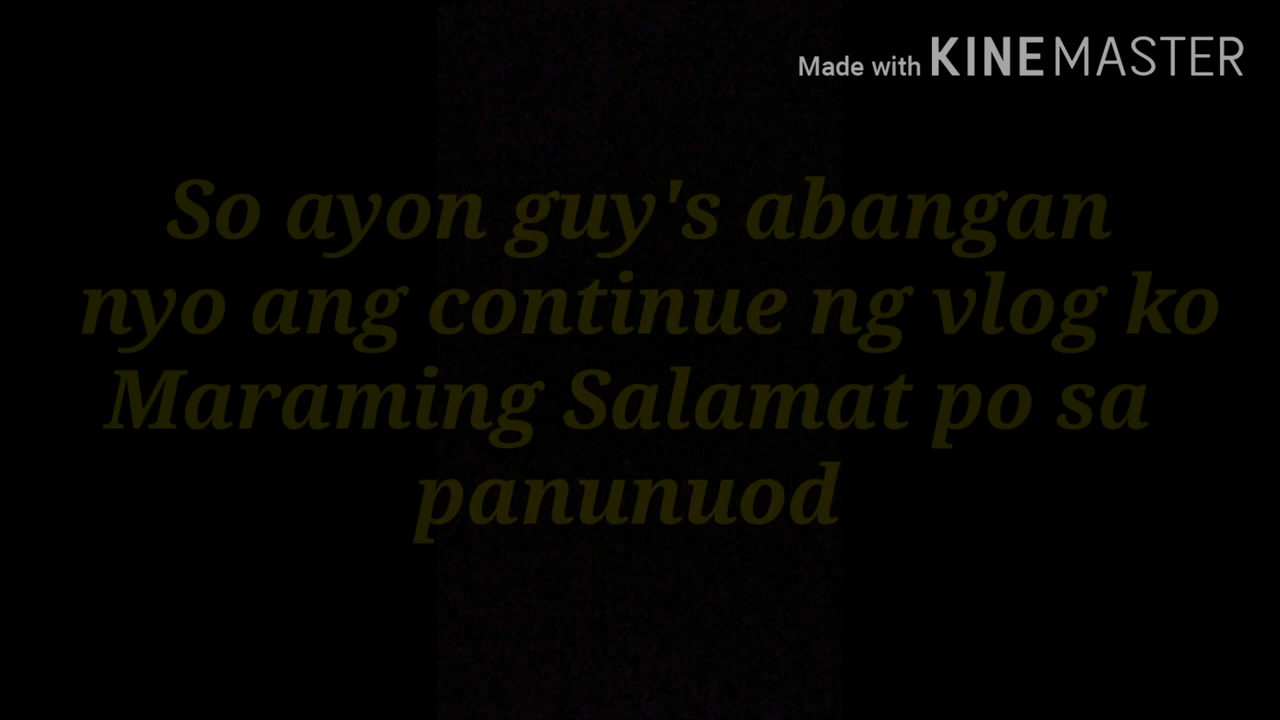 Made with KINEMASTER
So ayon guy's abangan
nyo ang continue ng vlog ko
Maraming Salamat po sa
panunuod